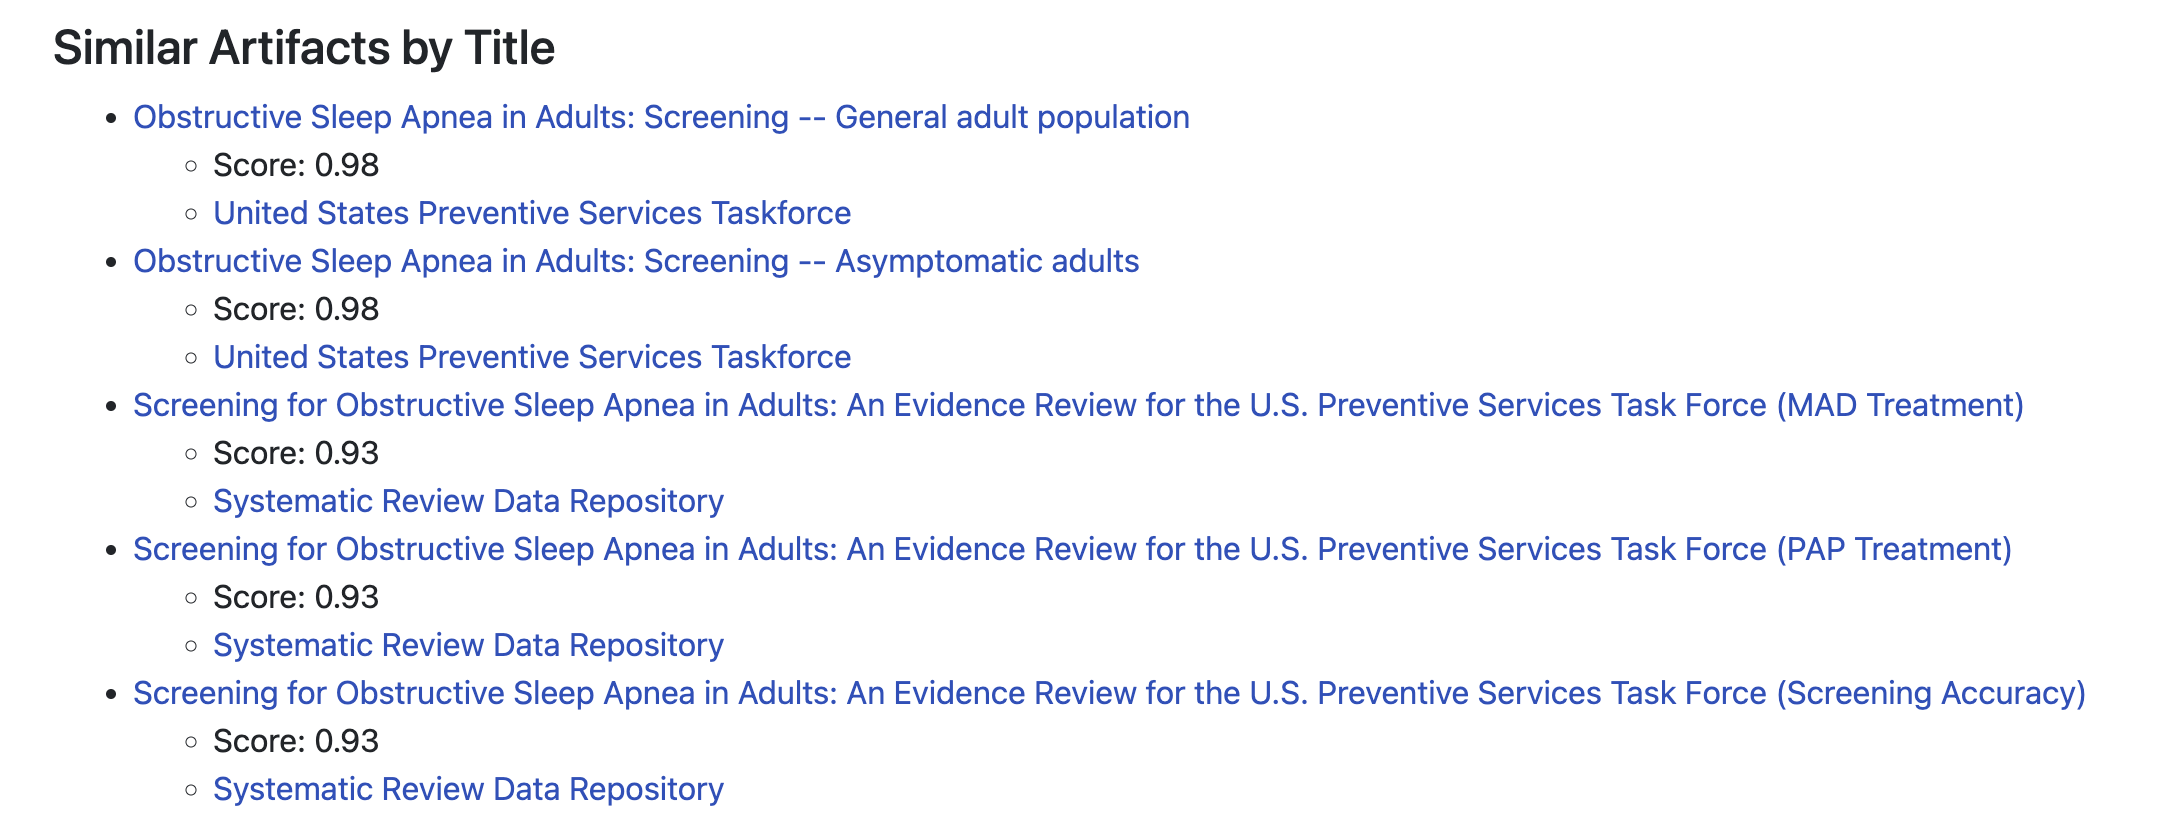 Similar Artifacts by Title
• Obstructive Sleep Apnea in Adults: Screening -- General adult population
◦ Score: 0.98
◦ United States Preventive Services Taskforce
• Obstructive Sleep Apnea in Adults: Screening -- Asymptomatic adults
◦ Score: 0.98
◦ United States Preventive Services Taskforce
• Screening for Obstructive Sleep Apnea in Adults: An Evidence Review for the U.S. Preventive Services Task Force (MAD Treatment)
◦ Score: 0.93
◦ Systematic Review Data Repository
• Screening for Obstructive Sleep Apnea in Adults: An Evidence Review for the U.S. Preventive Services Task Force (PAP Treatment)
◦ Score: 0.93
◦ Systematic Review Data Repository
• Screening for Obstructive Sleep Apnea in Adults: An Evidence Review for the U.S. Preventive Services Task Force (Screening Accuracy)
◦ Score: 0.93
◦ Systematic Review Data Repository